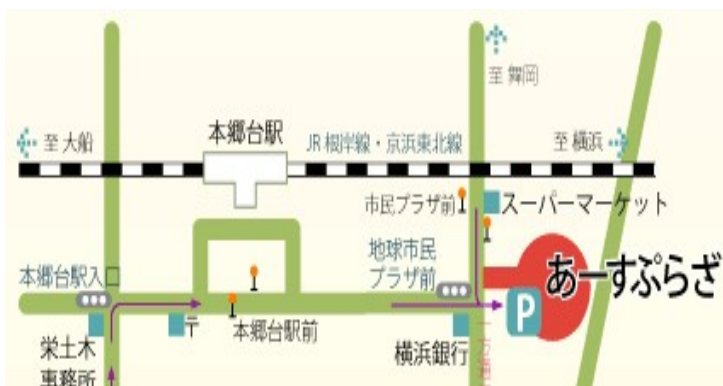 至 舞岡
至 大船
本郷台駅
JR 根岸線・京浜東北線
至 横浜
市民プラザ前
スーパーマーケット
地球市民
プラザ前
あーすぷらざ
本郷台駅入口
P
〒
本郷台駅前
横浜銀行
栄土木
事務所